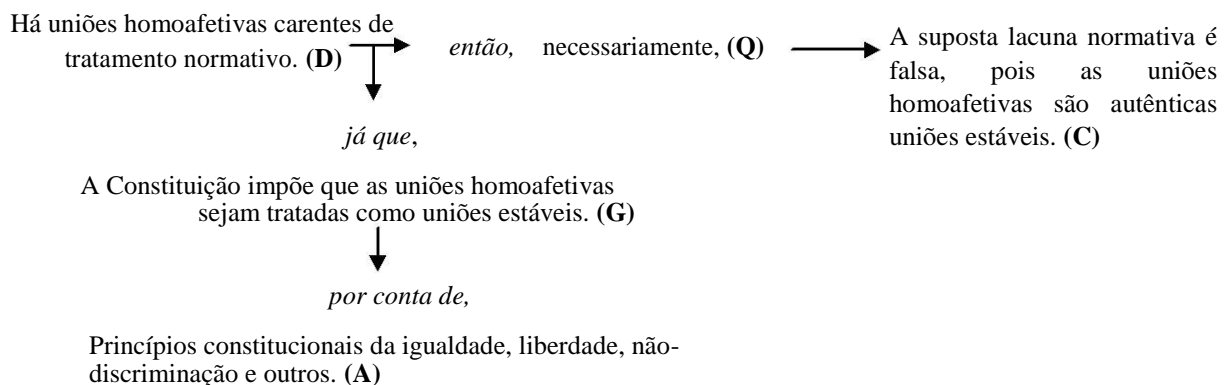 Há uniões homoafetivas carentes de
tratamento normativo. (D)
então, necessariamente, (Q)
A suposta lacuna normativa é
falsa, pois as uniões
homoafetivas são autênticas
uniões estáveis. (C)
já que,
A Constituição impõe que as uniões homoafetivas
sejam tratadas como uniões estáveis. (G)
por conta de,
Princípios constitucionais da igualdade, liberdade, não-
discriminação e outros. (A)